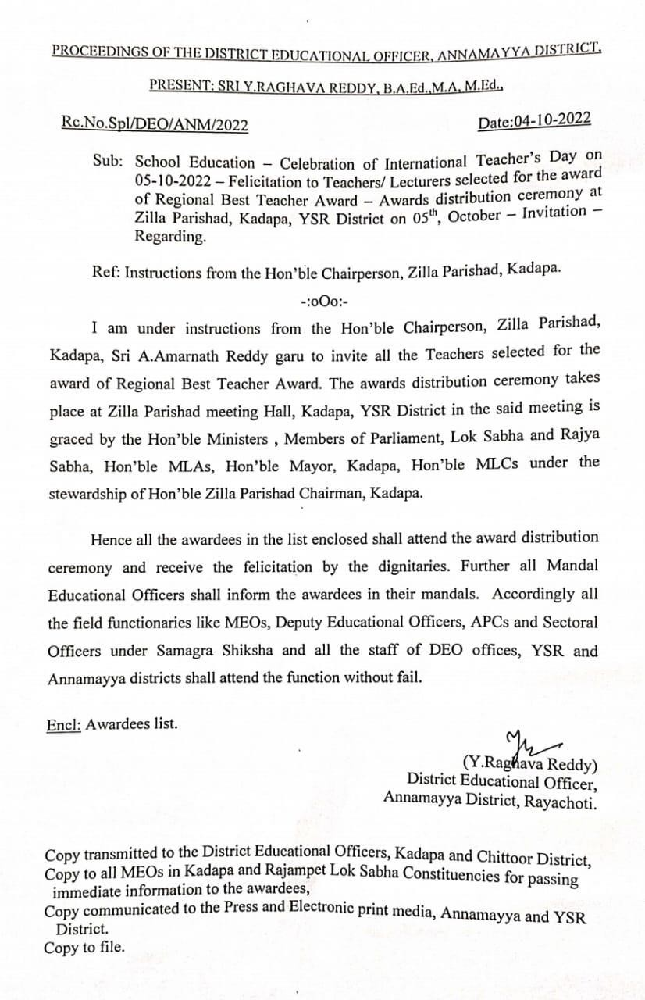 PROCEEDINGS OF THE DISTRICT EDUCATIONAL OFFICER, ANNAMAYYA DISTRICT,
PRESENT: SRI Y.RAGHAVA REDDY, B.A.Ed.,M.A, M.Ed.,
Rc.No.Spl/DEO/ANM/2022 Date:04-10-2022
Sub: School Education – Celebration of International Teacher's Day on
05-10-2022 – Felicitation to Teachers/ Lecturers selected for the award
of Regional Best Teacher Award – Awards distribution ceremony at
Zilla Parishad, Kadapa, YSR District on 05th, October – Invitation –
Regarding.
Ref: Instructions from the Hon'ble Chairperson, Zilla Parishad, Kadapa.
-:oOo:-
I am under instructions from the Hon'ble Chairperson, Zilla Parishad,
Kadapa, Sri A.Amarnath Reddy garu to invite all the Teachers selected for the
award of Regional Best Teacher Award. The awards distribution ceremony takes
place at Zilla Parishad meeting Hall, Kadapa, YSR District in the said meeting is
graced by the Hon'ble Ministers , Members of Parliament, Lok Sabha and Rajya
Sabha, Hon'ble MLAs, Hon'ble Mayor, Kadapa, Hon'ble MLCs under the
stewardship of Hon'ble Zilla Parishad Chairman, Kadapa.
Hence all the awardees in the list enclosed shall attend the award distribution
ceremony and receive the felicitation by the dignitaries. Further all Mandal
Educational Officers shall inform the awardees in their mandals. Accordingly all
the field functionaries like MEOs, Deputy Educational Officers, APCs and Sectoral
Officers under Samagra Shiksha and all the staff of DEO offices, YSR and
Annamayya districts shall attend the function without fail.
Encl: Awardees list.
(Y.Raghava Reddy)
District Educational Officer,
Annamayya District, Rayachoti.
Copy transmitted to the District Educational Officers, Kadapa and Chittoor District,
Copy to all MEOs in Kadapa and Rajampet Lok Sabha Constituencies for passing
immediate information to the awardees,
Copy communicated to the Press and Electronic print media, Annamayya and YSR
District.
Copy to file.